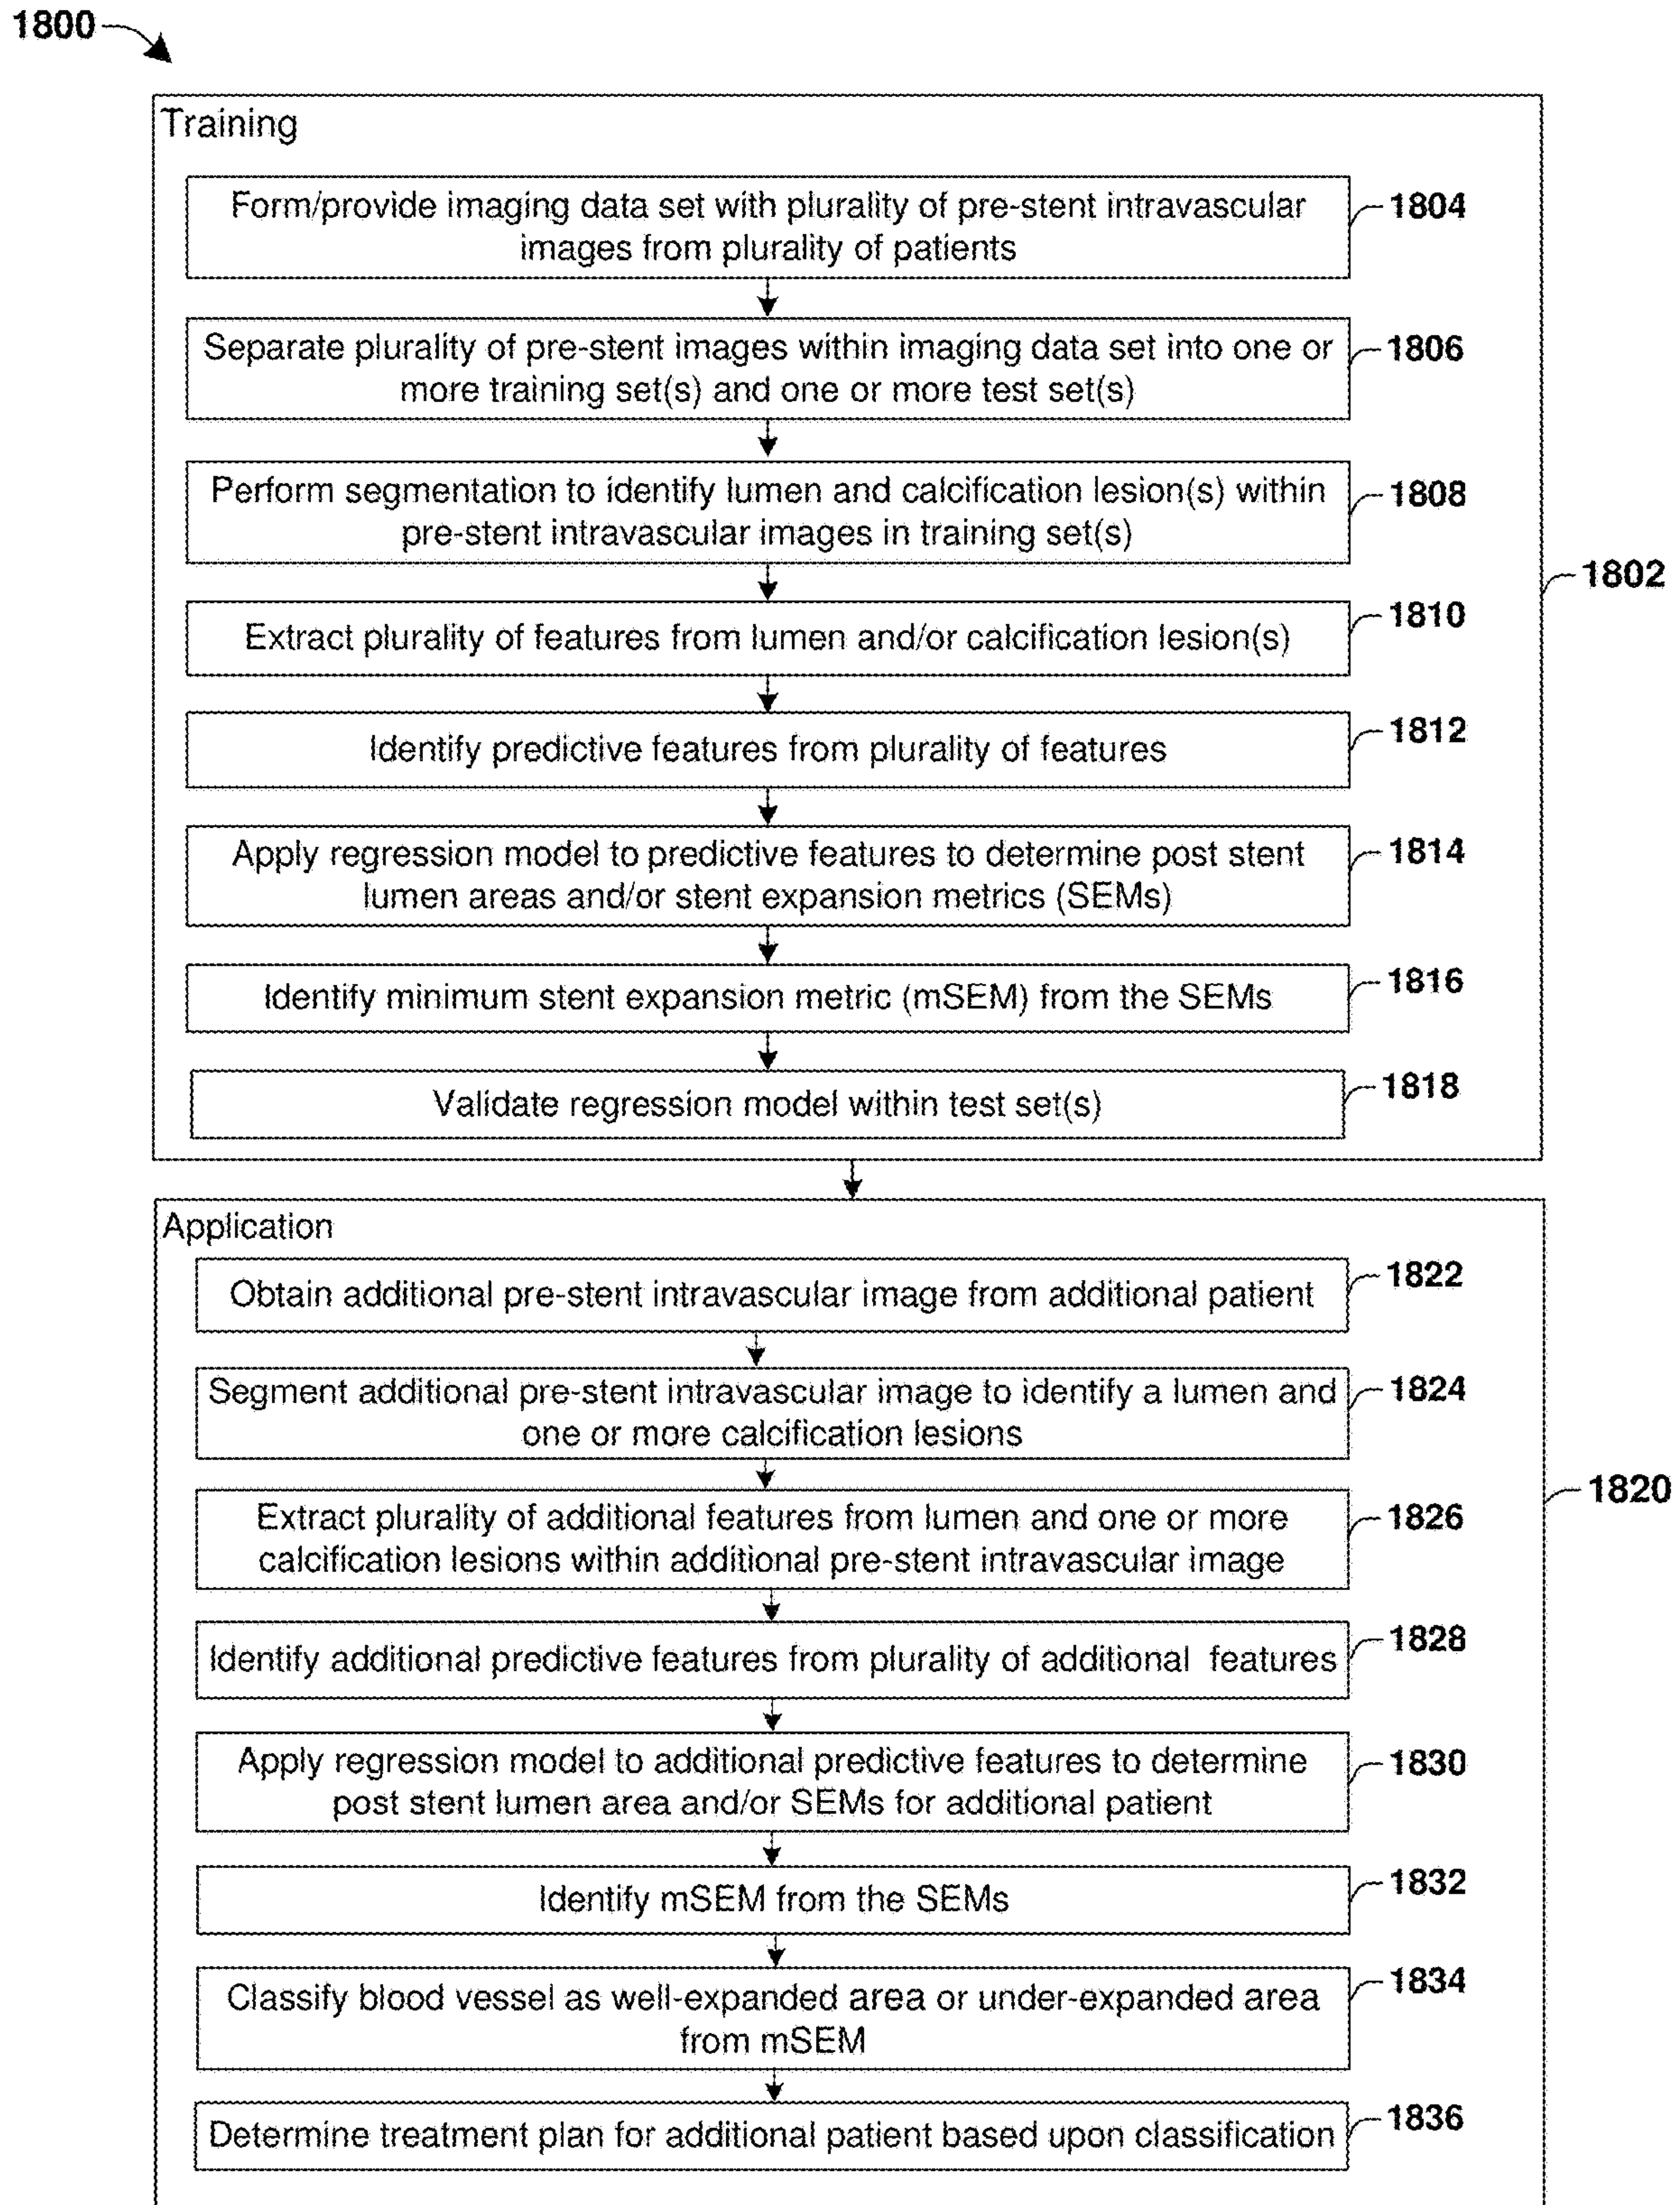 1800
Training
Form/provide imaging data set with plurality of pre-stent intravascular
images from plurality of patients
1804
Separate plurality of pre-stent images within imaging data set into one or
more training set(s) and one or more test set(s)
1806
Perform segmentation to identify lumen and calcification lesion(s) within
pre-stent intravascular images in training set(s)
1808
1802
Extract plurality of features from lumen and/or calcification lesion(s)
1810
Identify predictive features from plurality of features
1812
Apply regression model to predictive features to determine post stent
lumen areas and/or stent expansion metrics (SEMs)
1814
Identify minimum stent expansion metric (mSEM) from the SEMs
1816
Validate regression model within test set(s)
1818
Application
Obtain additional pre-stent intravascular image from additional patient
1822
Segment additional pre-stent intravascular image to identify a lumen and
one or more calcification lesions
1824
1820
Extract plurality of additional features from lumen and one or more
calcification lesions within additional pre-stent intravascular image
1826
Identify additional predictive features from plurality of additional features
1828
Apply regression model to additional predictive features to determine
post stent lumen area and/or SEMs for additional patient
1830
Identify mSEM from the SEMs
1832
Classify blood vessel as well-expanded area or under-expanded area
from mSEM
1834
Determine treatment plan for additional patient based upon classification
1836